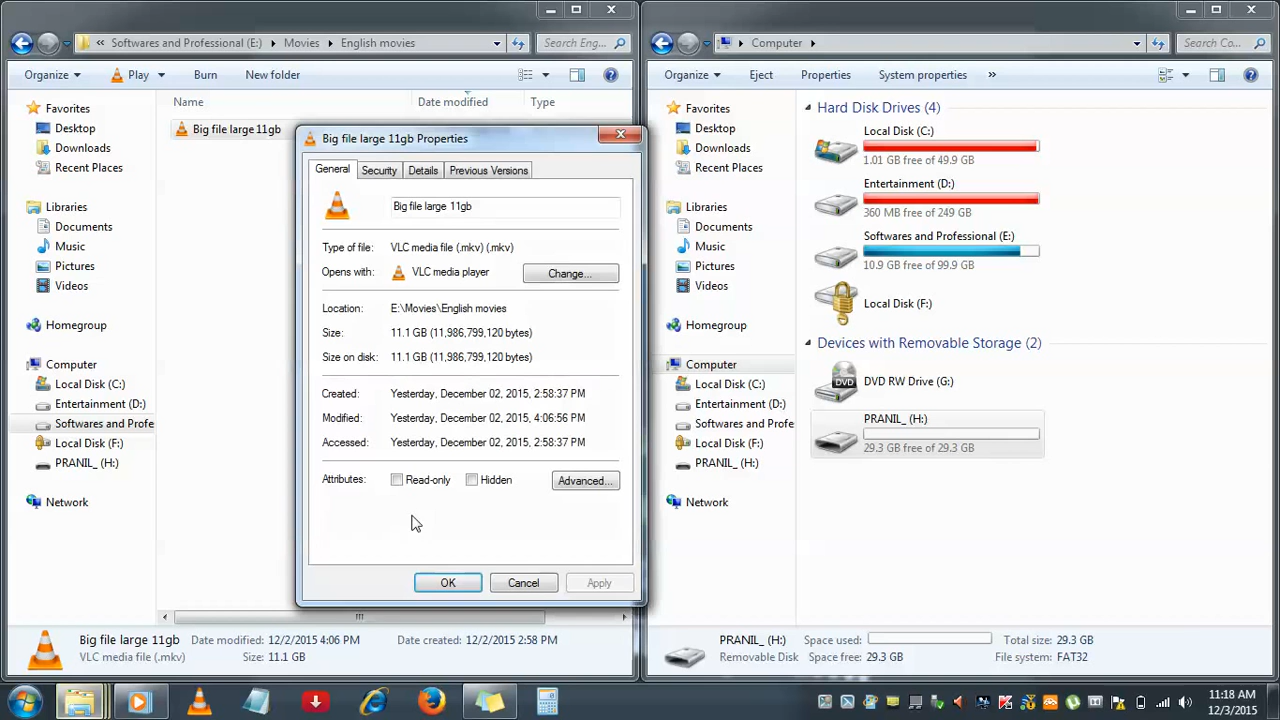 Softwares and Professional (E:) Movies English movies
Search Eng...
Organize Play Burn New folder
Name Date modified Type
Favorites
Desktop
Downloads
Recent Places
Libraries
Documents
Music
Pictures
Videos
Homegroup
Computer
Local Disk (C:)
Entertainment (D:)
Softwares and Profe
Local Disk (F:)
PRANIL_ (H:)
Network
Big file large 11gb
Big file large 11gb Properties
General Security Details Previous Versions
Big file large 11gb
Type of file: VLC media file (.mkv) (.mkv)
Opens with: VLC media player Change...
Location: E:\Movies\English movies
Size: 11.1 GB (11,986,799,120 bytes)
Size on disk: 11.1 GB (11,986,799,120 bytes)
Created: Yesterday, December 02, 2015, 2:58:37 PM
Modified: Yesterday, December 02, 2015, 4:06:56 PM
Accessed: Yesterday, December 02, 2015, 2:58:37 PM
Attributes: Read-only Hidden Advanced...
OK Cancel Apply
Big file large 11gb Date modified: 12/2/2015 4:06 PM Date created: 12/2/2015 2:58 PM
VLC media file (.mkv) Size: 11.1 GB
Computer
Search Co...
Organize Eject Properties System properties »
Favorites
Desktop
Downloads
Recent Places
Libraries
Documents
Music
Pictures
Videos
Homegroup
Computer
Local Disk (C:)
Entertainment (D:)
Softwares and Profe
Local Disk (F:)
PRANIL_ (H:)
Network
Hard Disk Drives (4)
Local Disk (C:)
1.01 GB free of 49.9 GB
Entertainment (D:)
360 MB free of 249 GB
Softwares and Professional (E:)
10.9 GB free of 99.9 GB
Local Disk (F:)
Devices with Removable Storage (2)
DVD
DVD RW Drive (G:)
PRANIL_ (H:)
29.3 GB free of 29.3 GB
PRANIL_ (H:) Space used: Total size: 29.3 GB
Removable Disk Space free: 29.3 GB File system: FAT32
11:18 AM
12/3/2015